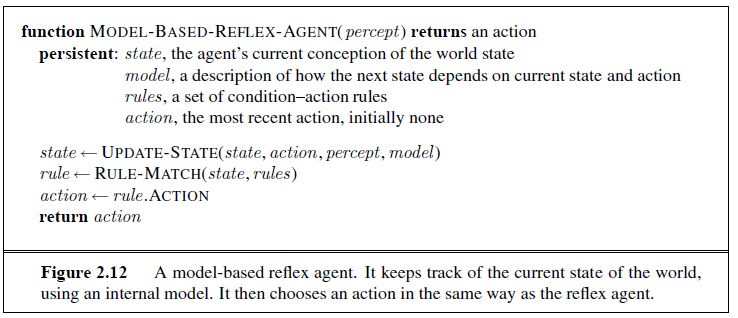 function MODEL-BASED-REFLEX-AGENT(percept) returns an action
persistent: state, the agent's current conception of the world state
model, a description of how the next state depends on current state and action
rules, a set of condition–action rules
action, the most recent action, initially none
state ← UPDATE-STATE(state, action, percept, model)
rule ← RULE-MATCH(state, rules)
action ← rule.ACTION
return action
Figure 2.12 A model-based reflex agent. It keeps track of the current state of the world,
using an internal model. It then chooses an action in the same way as the reflex agent.